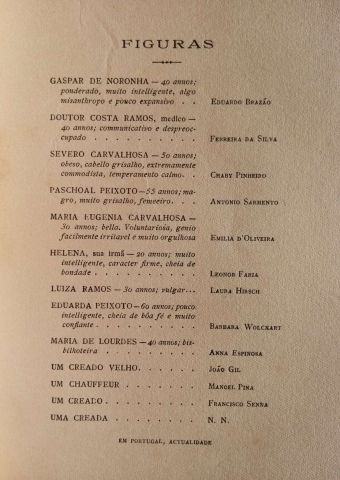 FIGURAS
GASPAR DE NORONHA — 40 annos;
ponderado, muito intelligente, algo
misanthropo e pouco expansivo . . EDUARDO BRAZÃO
DOUTOR COSTA RAMOS, medico —
40 annos; communicativo e despreoc-
cupado . . . . . . . . . FERREIRA DA SILVA
SEVERO CARVALHOSA — 50 annos;
obeso, cabello grisalho, extremamente
commodista, temperamento calmo. . CHABY PINHEIRO
PASCHOAL PEIXOTO — 55 annos; ma-
gro, muito grisalho, femeeiro. . . ANTONIO SARMENTO
MARIA EUGENIA CARVALHOSA —
30 annos; bella. Voluntariosa, genio
facilmente irritavel e muito orgulhosa EMILIA D'OLIVEIRA
HELENA, sua irmã — 20 annos; muito
intelligente, caracter firme, cheia de
bondade . . . . . . . . . LEONOR FARIA
LUIZA RAMOS — 30 annos; vulgar... LAURA HIRSCH
EDUARDA PEIXOTO — 60 annos; pouco
intelligente, cheia de bôa fé e muito
confiante . . . . . . . . . BARBARA WOLCKART
MARIA DE LOURDES — 40 annos; bis-
bilhoteira . . . . . . . . ANNA ESPINOSA
UM CREADO VELHO. . . . . . JOÃO GIL
UM CHAUFFEUR . . . . . . . MANOEL PINA
UM CREADO . . . . . . . . FRANCISCO SENNA
UMA CREADA . . . . . . . . N. N.
EM PORTUGAL, ACTUALIDADE